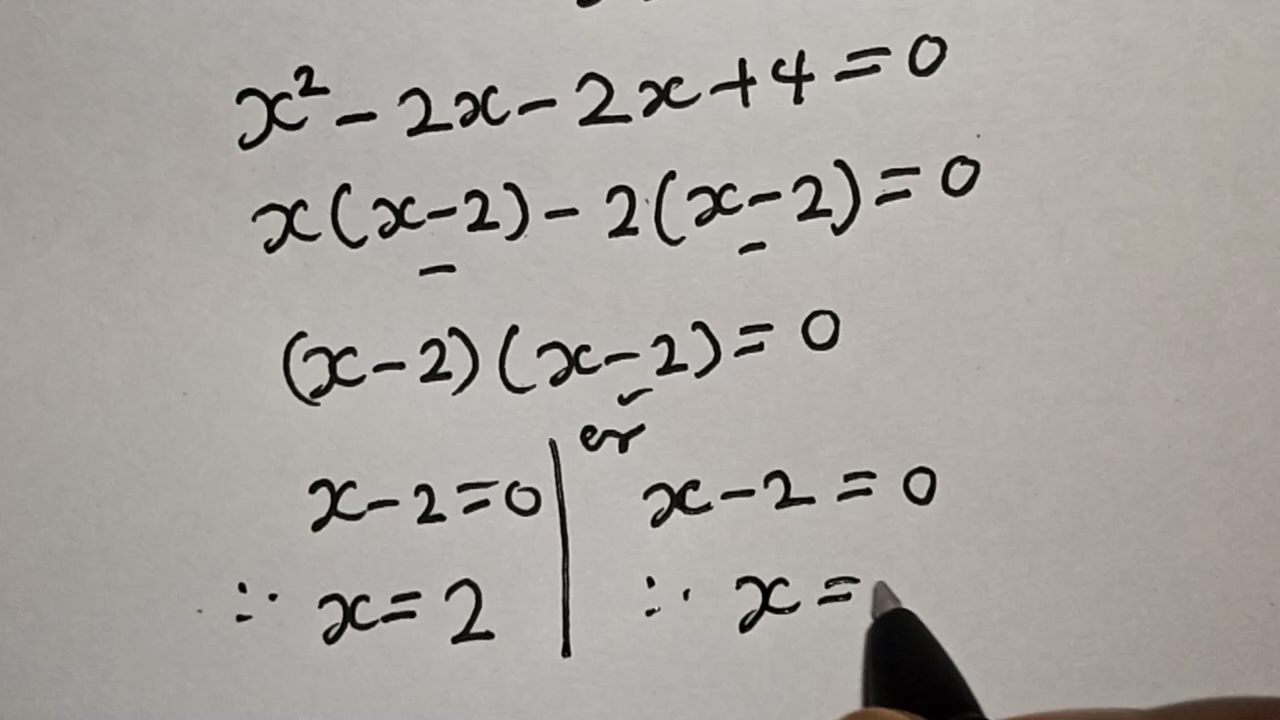 x² - 2x - 2x + 4 = 0
x(x-2) - 2(x-2) = 0
(x-2)(x-2) = 0
or
x-2=0 | x-2=0
∴ x=2 | ∴ x=